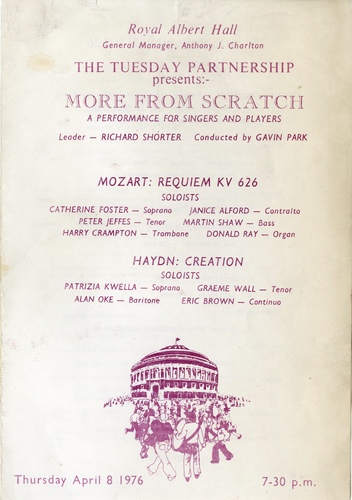 Royal Albert Hall
General Manager, Anthony J. Charlton
THE TUESDAY PARTNERSHIP
presents:-
MORE FROM SCRATCH
A PERFORMANCE FOR SINGERS AND PLAYERS
Leader — RICHARD SHORTER Conducted by GAVIN PARK
MOZART: REQUIEM KV 626
SOLOISTS
CATHERINE FOSTER — Soprano JANICE ALFORD — Contralto
PETER JEFFES — Tenor MARTIN SHAW — Bass
HARRY CRAMPTON — Trombone DONALD RAY — Organ
HAYDN: CREATION
SOLOISTS
PATRIZIA KWELLA — Soprano GRAEME WALL — Tenor
ALAN OKE — Baritone ERIC BROWN — Continuo
Thursday April 8 1976 7-30 p.m.